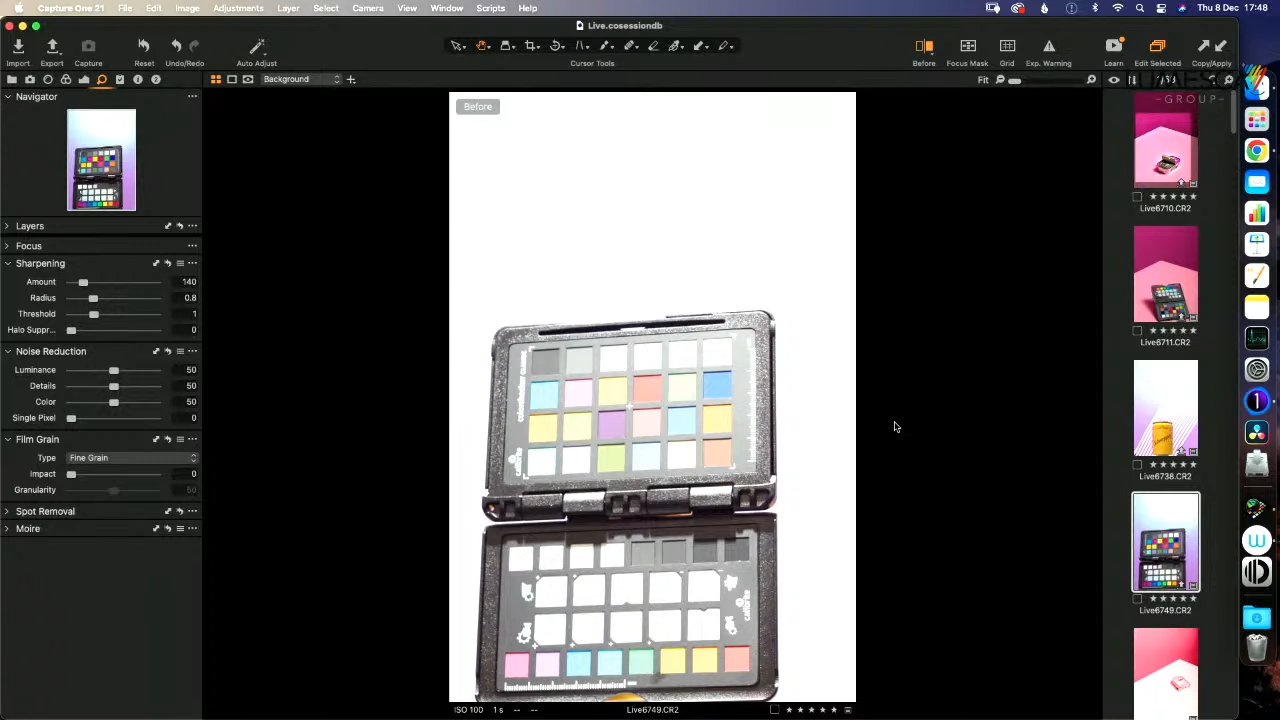 Capture One 21 File Edit Image Adjustments Layer Select Camera View Window Scripts Help
Thu 8 Dec 17:48
Live.cosessiondb
Import Export Capture Reset Undo/Redo Auto Adjust
Cursor Tools
Before Focus Mask Grid Exp. Warning Learn Edit Selected Copy/Apply
Background
Fit
-GROUP-
Navigator
Layers
Focus
Sharpening
Amount 140
Radius 0.8
Threshold 1
Halo Suppr... 0
Noise Reduction
Luminance 50
Details 50
Color 50
Single Pixel 0
Film Grain
Type Fine Grain
Impact 0
Granularity 50
Spot Removal
Moire
Before
calibrite
calibrite
ISO 100 1 s -- --
Live6749.CR2
Live6710.CR2
Live6711.CR2
Live6738.CR2
Live6749.CR2